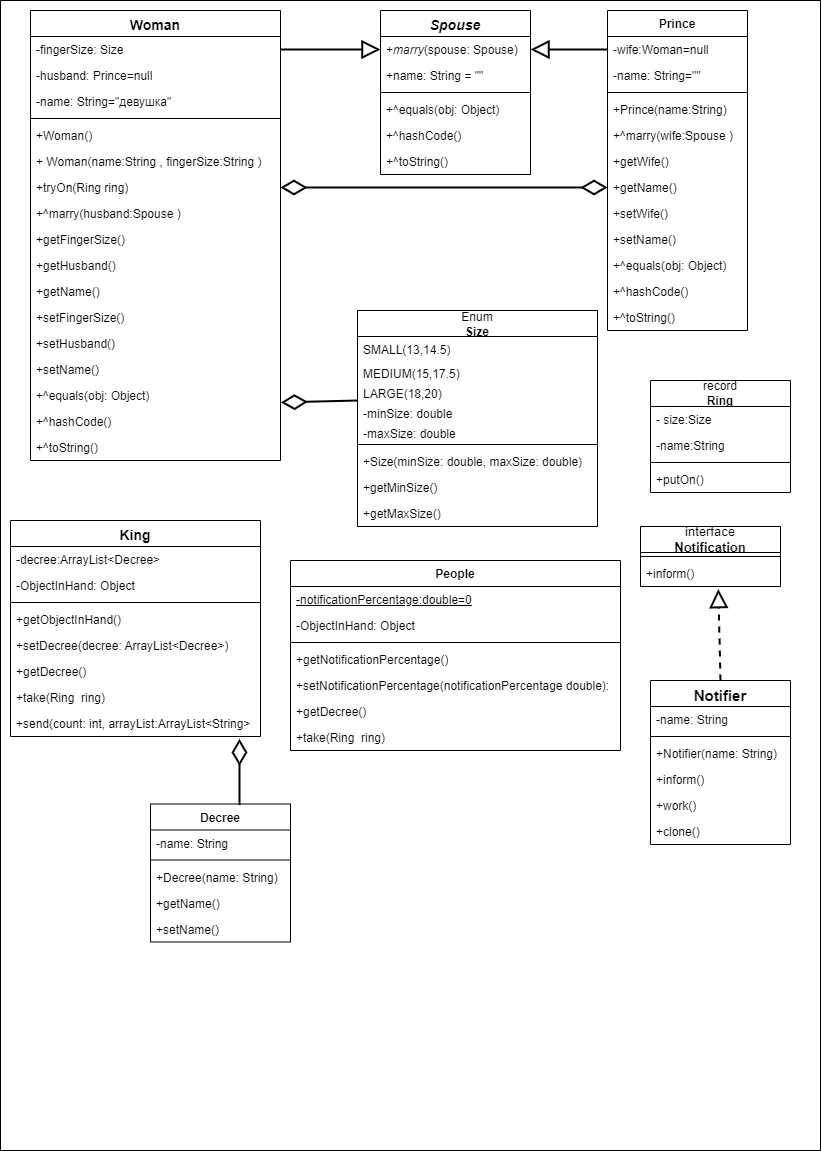 Woman
-fingerSize: Size
-husband: Prince=null
-name: String="девушка"
+Woman()
+ Woman(name:String , fingerSize:String )
+tryOn(Ring ring)
+^marry(husband:Spouse )
+getFingerSize()
+getHusband()
+getName()
+setFingerSize()
+setHusband()
+setName()
+^equals(obj: Object)
+^hashCode()
+^toString()
Spouse
+marry(spouse: Spouse)
+name: String = ""
+^equals(obj: Object)
+^hashCode()
+^toString()
Prince
-wife:Woman=null
-name: String=""
+Prince(name:String)
+^marry(wife:Spouse )
+getWife()
+getName()
+setWife()
+setName()
+^equals(obj: Object)
+^hashCode()
+^toString()
Enum
Size
SMALL(13,14.5)
MEDIUM(15,17.5)
LARGE(18,20)
-minSize: double
-maxSize: double
+Size(minSize: double, maxSize: double)
+getMinSize()
+getMaxSize()
record
Ring
- size:Size
-name:String
+putOn()
King
-decree:ArrayList<Decree>
-ObjectInHand: Object
+getObjectInHand()
+setDecree(decree: ArrayList<Decree>)
+getDecree()
+take(Ring  ring)
+send(count: int, arrayList:ArrayList<String>
People
-notificationPercentage:double=0
-ObjectInHand: Object
+getNotificationPercentage()
+setNotificationPercentage(notificationPercentage double):
+getDecree()
+take(Ring  ring)
interface
Notification
+inform()
Notifier
-name: String
+Notifier(name: String)
+inform()
+work()
+clone()
Decree
-name: String
+Decree(name: String)
+getName()
+setName()